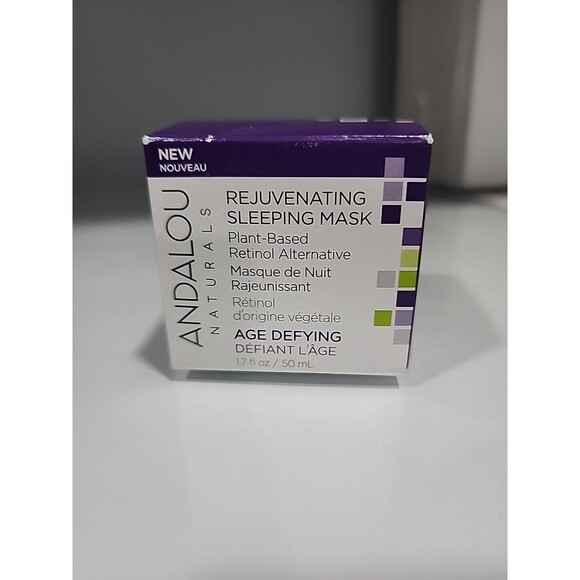 NEW
NOUVEAU
ANDALOU
NATURALS
REJUVENATING
SLEEPING MASK
Plant-Based
Retinol Alternative
Masque de Nuit
Rajeunissant
Rétinol
d'origine végétale
AGE DEFYING
DÉFIANT L'ÂGE
1.7 fl oz / 50 mL